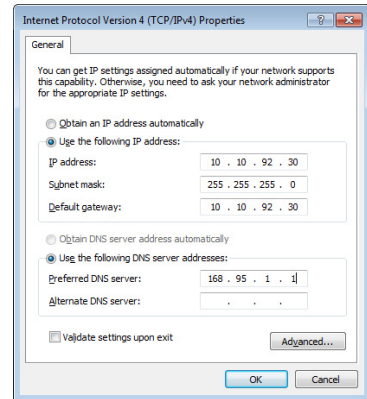 Internet Protocol Version 4 (TCP/IPv4) Properties
General
You can get IP settings assigned automatically if your network supports
this capability. Otherwise, you need to ask your network administrator
for the appropriate IP settings.
Obtain an IP address automatically
Use the following IP address:
IP address: 10 . 10 . 92 . 30
Subnet mask: 255 . 255 . 255 . 0
Default gateway: 10 . 10 . 92 . 30
Obtain DNS server address automatically
Use the following DNS server addresses:
Preferred DNS server: 168 . 95 . 1 . 1
Alternate DNS server: . . .
Validate settings upon exit
Advanced...
OK Cancel